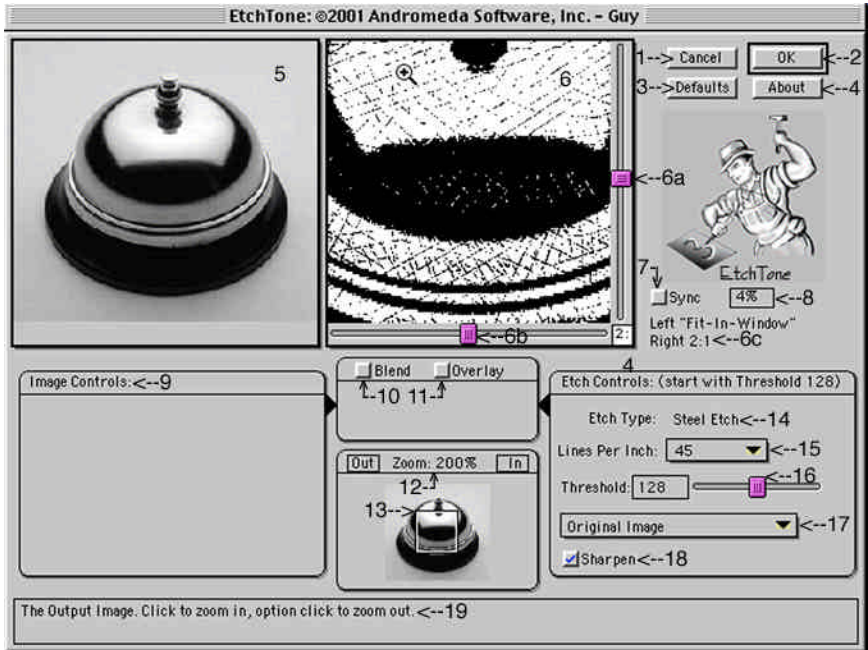 EtchTone: ©2001 Andromeda Software, Inc. - Guy
5
6
1--> Cancel
OK <--2
3--> Defaults
About <--4
<--6a
EtchTone
7
Sync
4% <--8
Left "Fit-In-Window"
Right 2:1 <--6c
<--6b
2:
4
Image Controls: <--9
Blend
Overlay
10
11
Out
Zoom: 200%
In
12
13-->
Etch Controls: (start with Threshold 128)
Etch Type: Steel Etch <--14
Lines Per Inch: 45 <--15
Threshold: 128 <--16
Original Image <--17
Sharpen <--18
The Output Image. Click to zoom in, option click to zoom out. <--19